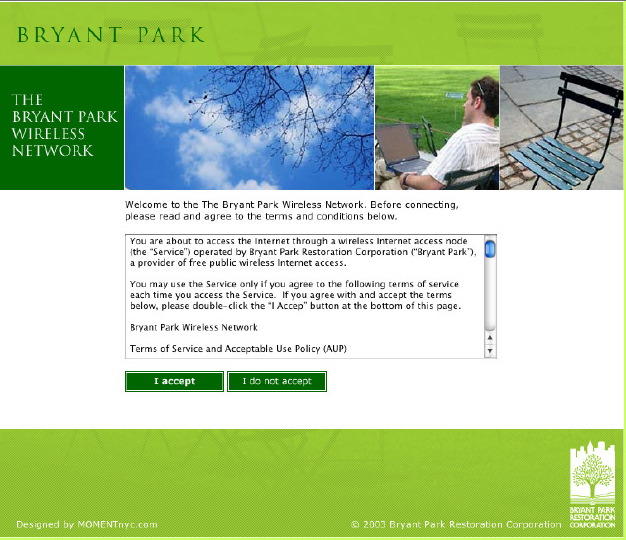 BRYANT PARK
THE
BRYANT PARK
WIRELESS
NETWORK
Welcome to the The Bryant Park Wireless Network. Before connecting,
please read and agree to the terms and conditions below.
You are about to access the Internet through a wireless Internet access node
(the “Service”) operated by Bryant Park Restoration Corporation (“Bryant Park”),
a provider of free public wireless Internet access.
You may use the Service only if you agree to the following terms of service
each time you access the Service.  If you agree with and accept the terms
below, please double-click the “I Accep” button at the bottom of this page.
Bryant Park Wireless Network
Terms of Service and Acceptable Use Policy (AUP)
I accept
I do not accept
BRYANT PARK
RESTORATION
CORPORATION
Designed by MOMENTnyc.com
© 2003 Bryant Park Restoration Corporation